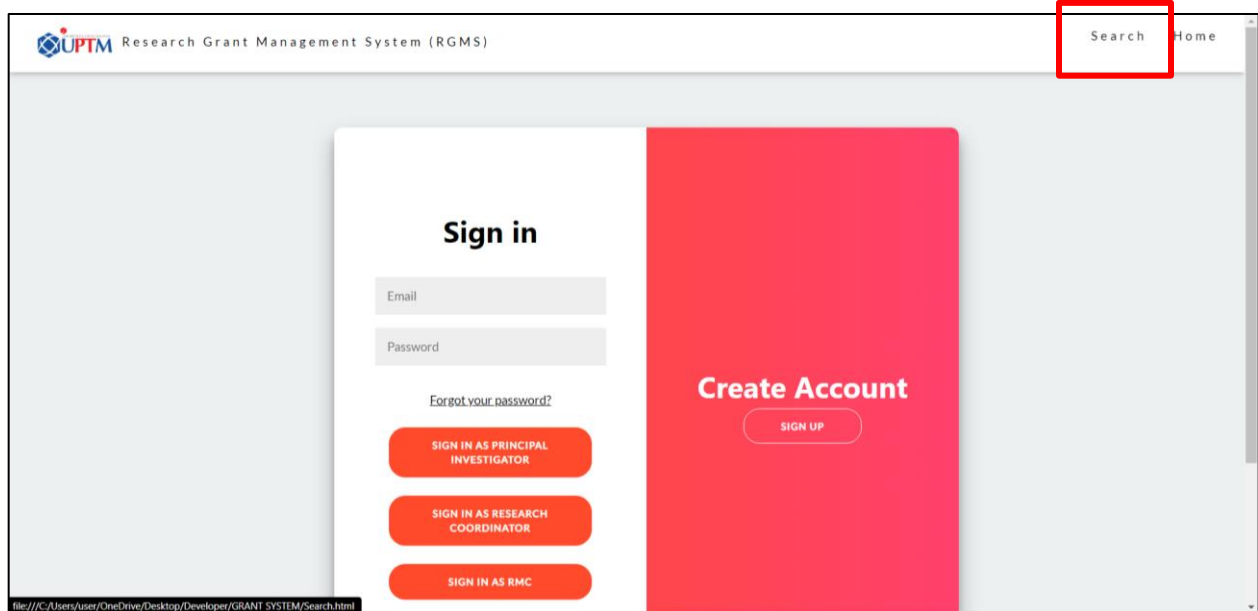 UPTM Research Grant Management System (RGMS)
Search Home
Sign in
Email
Password
Forgot your password?
SIGN IN AS PRINCIPAL
INVESTIGATOR
SIGN IN AS RESEARCH
COORDINATOR
SIGN IN AS RMC
Create Account
SIGN UP
file:///C:/Users/user/OneDrive/Desktop/Developer/GRANT SYSTEM/Search.html